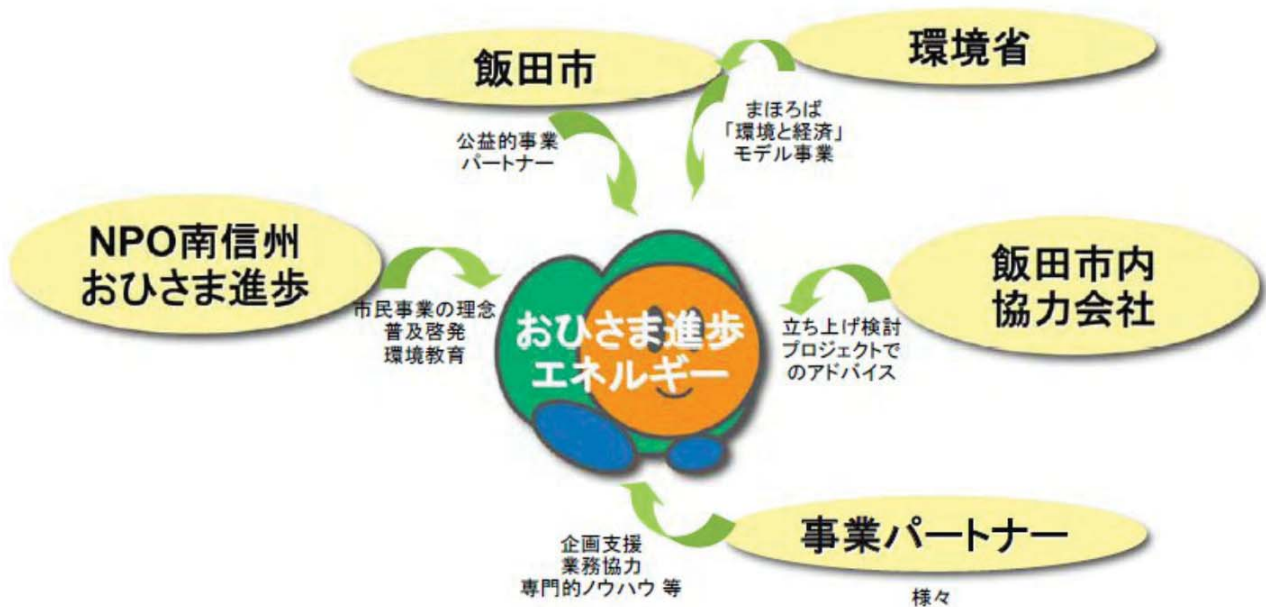 飯田市
環境省
公益的事業
パートナー
まほろば
「環境と経済」
モデル事業
NPO南信州
おひさま進歩
市民事業の理念
普及啓発
環境教育
おひさま進歩
エネルギー
飯田市内
協力会社
立ち上げ検討
プロジェクトで
のアドバイス
事業パートナー
企画支援
業務協力
専門的ノウハウ 等
様々